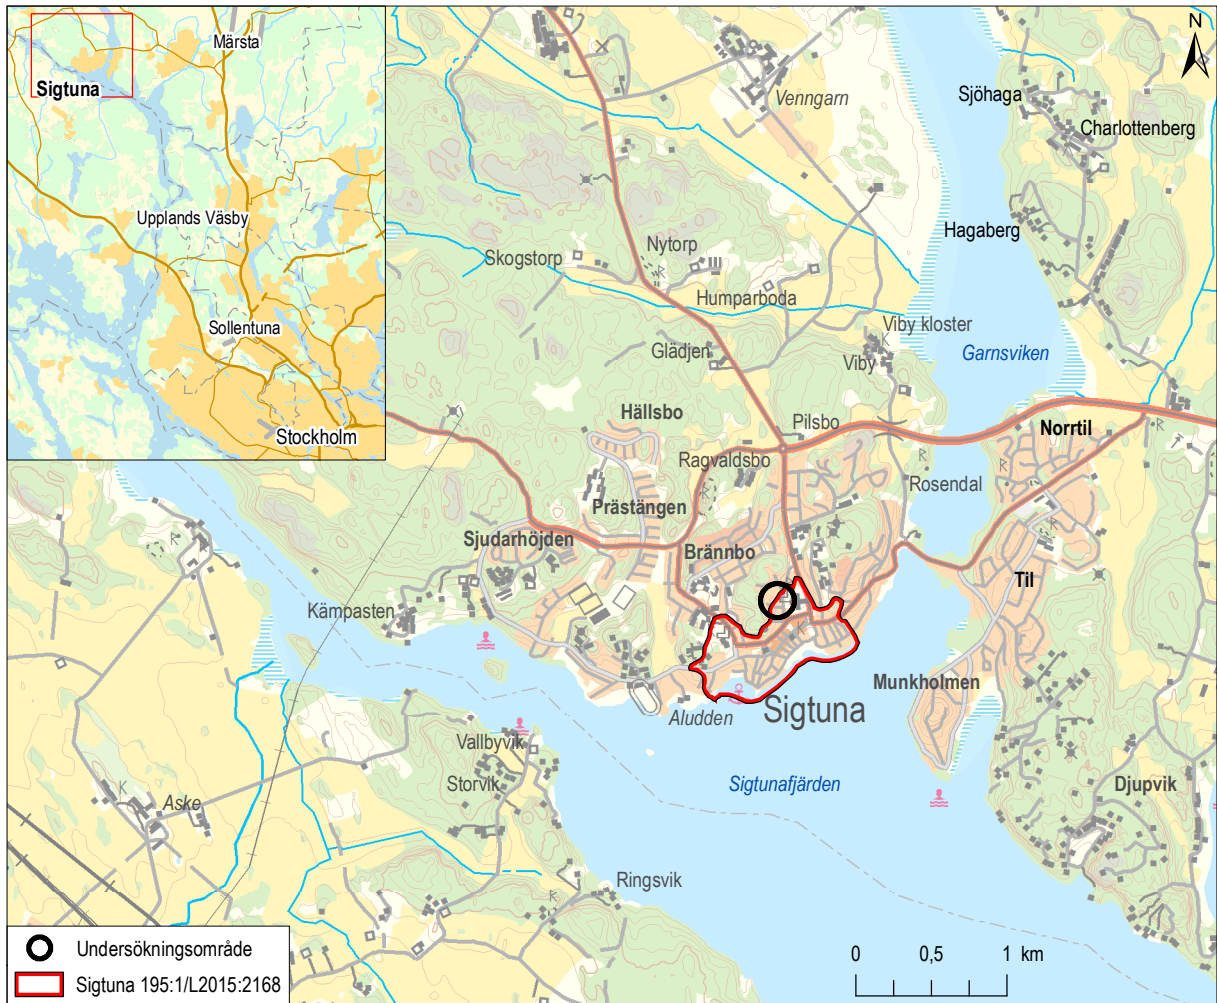 Märsta
Sigtuna
Upplands Väsby
Sollentuna
Stockholm
N
Venngarn
Sjöhaga
Charlottenberg
Hagaberg
Nytorp
Skogstorp
Humparboda
Viby kloster
Glädjen
Viby
Garnsviken
Hällsbo
Pilsbo
Norrtil
Ragvaldsbo
Rosendal
Prästängen
Sjudarhöjden
Brännbo
Til
Kämpasten
Munkholmen
Aludden
Sigtuna
Vallbyvik
Storvik
Sigtunafjärden
Djupvik
Aske
Ringsvik
K
K
K
K
R
R
R
R
R
R
Undersökningsområde
Sigtuna 195:1/L2015:2168
0 0,5 1 km